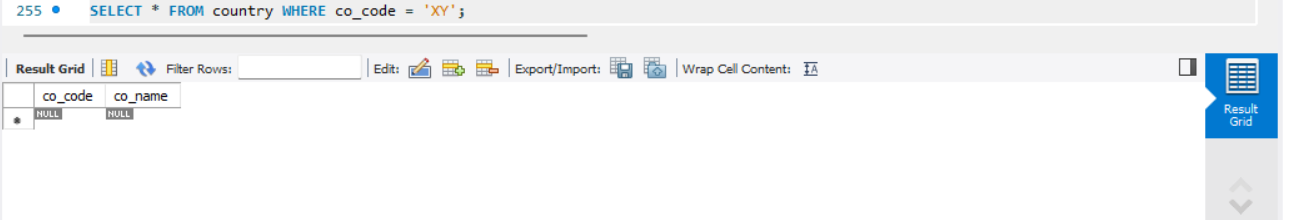 255 SELECT * FROM country WHERE co_code = 'XY';
Result Grid Filter Rows: Edit: Export/Import: Wrap Cell Content: IA
co_code co_name
* NULL NULL
Result
Grid